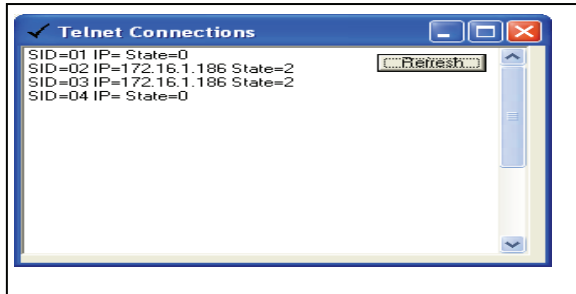 Telnet Connections
SID=01 IP= State=0
Refresh
SID=02 IP=172.16.1.186 State=2
SID=03 IP=172.16.1.186 State=2
SID=04 IP= State=0